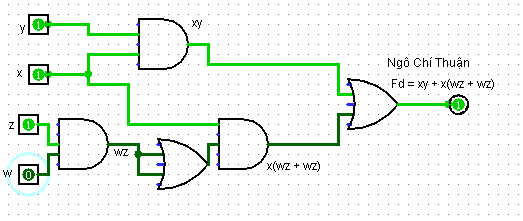 y
1
xy
x
1
Ngô Chí Thuận
Fd = xy + x(wz + wz)
1
z
1
wz
w
0
x(wz + wz)